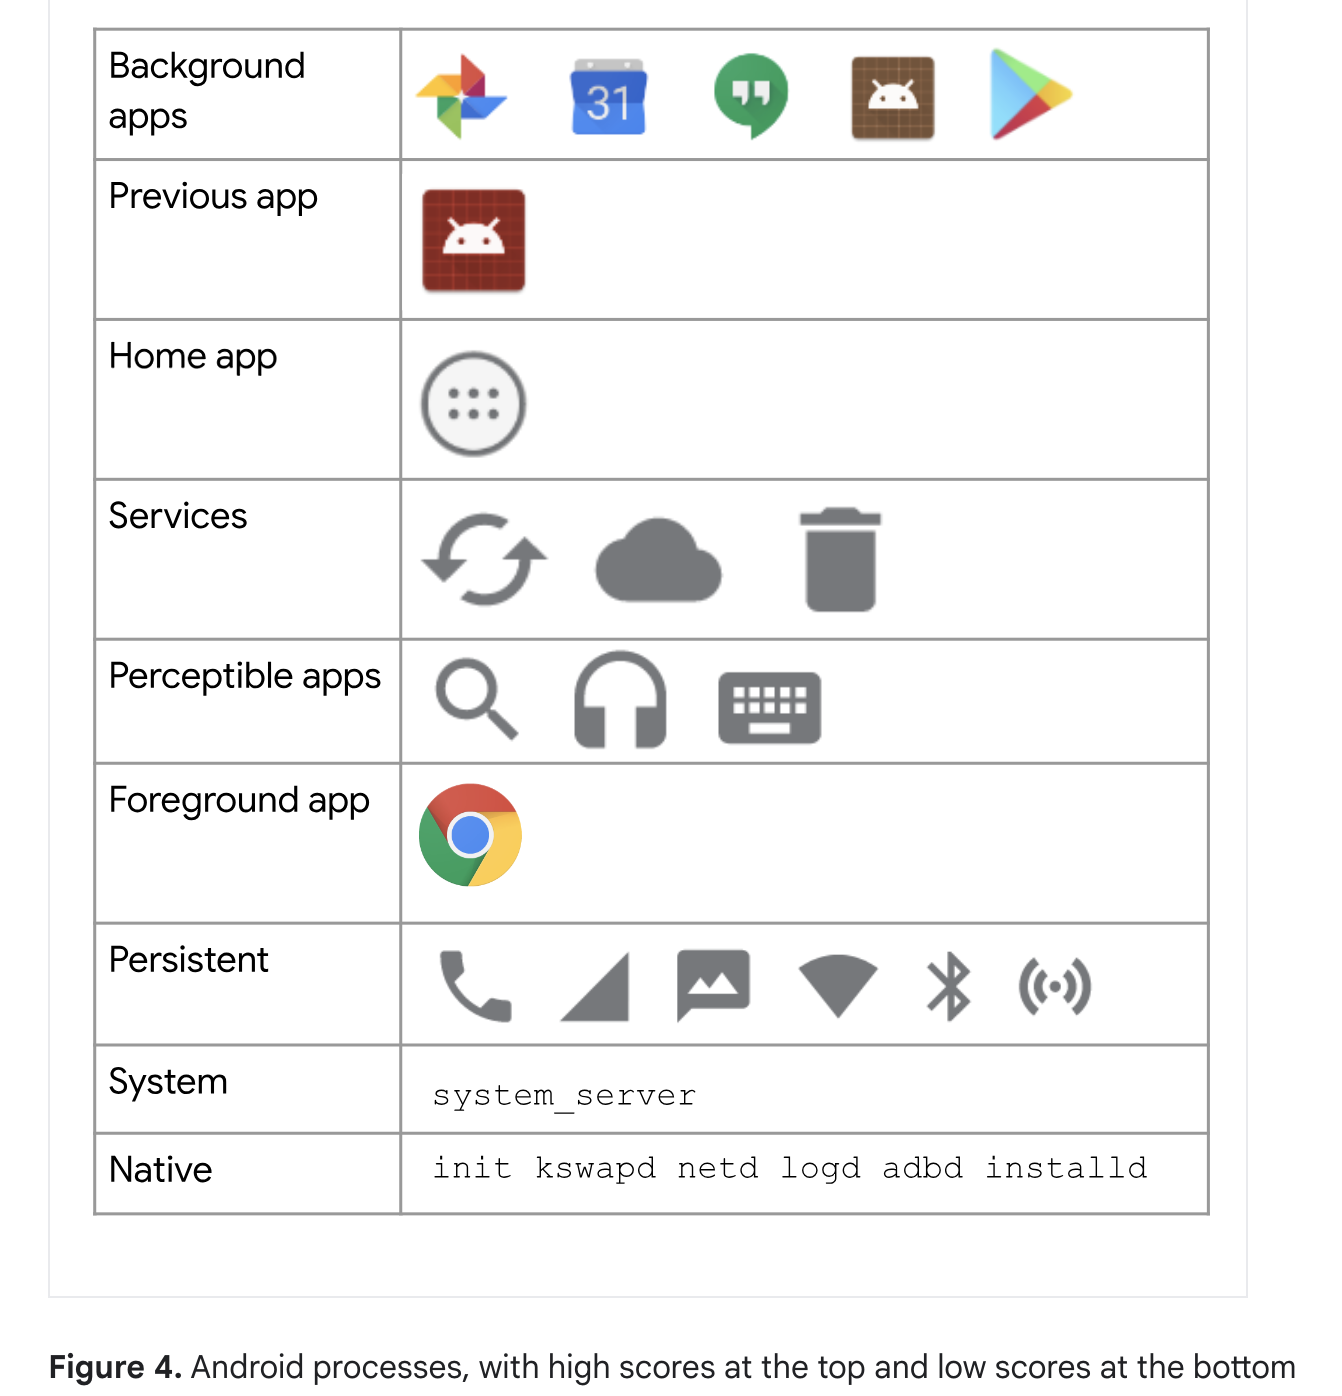 Background
apps
31
Previous app
Home app
Services
Perceptible apps
Foreground app
Persistent
System
system_server
Native
init kswapd netd logd adbd installd
Figure 4. Android processes, with high scores at the top and low scores at the bottom